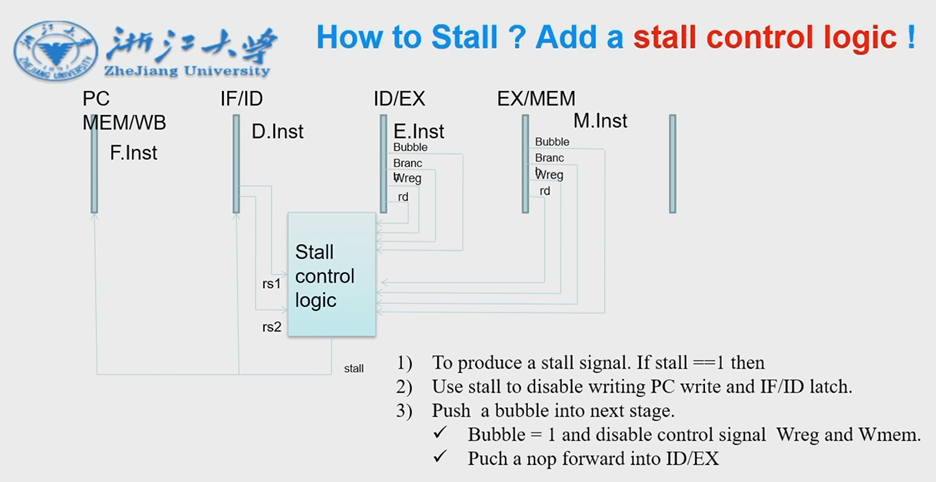 How to Stall ? Add a stall control logic !
浙江大学
ZheJiang University
ZHEJIANG UNIVERSITY
PC
IF/ID
ID/EX
EX/MEM
MEM/WB
F.Inst
D.Inst
E.Inst
M.Inst
Bubble
Branc
h
Wreg
rd
Bubble
Branc
h
Wreg
rd
Stall
control
logic
rs1
rs2
stall
1) To produce a stall signal. If stall ==1 then
2) Use stall to disable writing PC write and IF/ID latch.
3) Push a bubble into next stage.
✓ Bubble = 1 and disable control signal Wreg and Wmem.
✓ Puch a nop forward into ID/EX